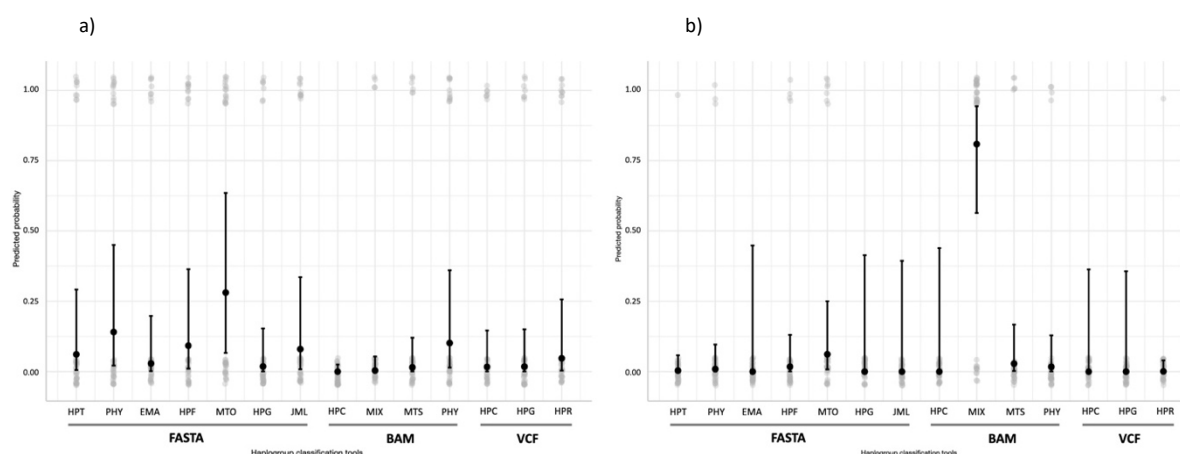 a)
b)
1.00
0.75
0.50
0.25
0.00
Predicted probability
HPT PHY EMA HPF MTO HPG JML HPC MIX MTS PHY HPC HPG HPR
FASTA BAM VCF
Haplogroup classification tools
1.00
0.75
0.50
0.25
0.00
Predicted probability
HPT PHY EMA HPF MTO HPG JML HPC MIX MTS PHY HPC HPG HPR
FASTA BAM VCF
Haplogroup classification tools